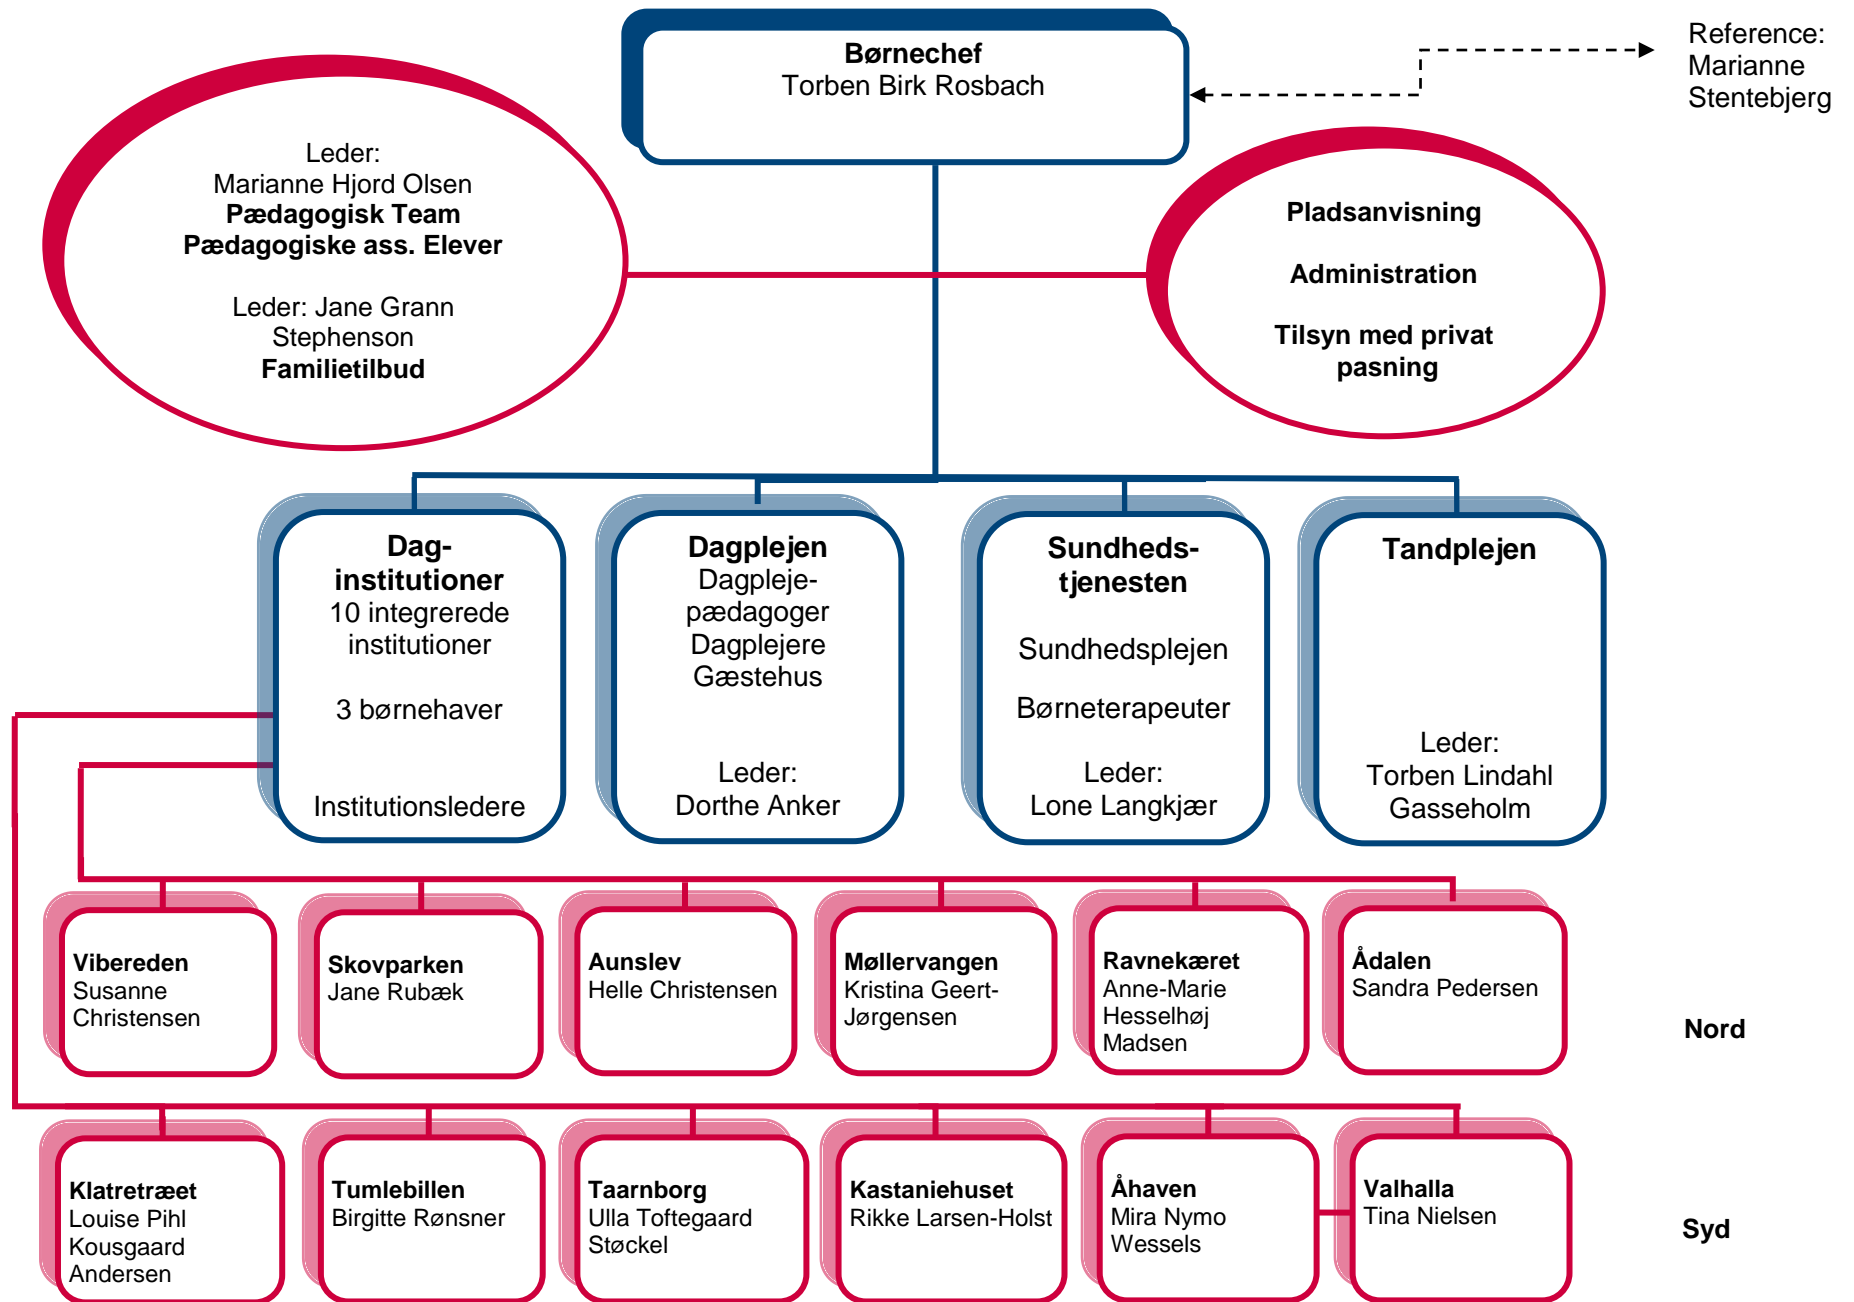 Børnechef
Torben Birk Rosbach
Reference:
Marianne
Stentebjerg
Leder:
Marianne Hjord Olsen
Pædagogisk Team
Pædagogiske ass. Elever
Leder: Jane Grann
Stephenson
Familietilbud
Pladsanvisning
Administration
Tilsyn med privat
pasning
Dag-
institutioner
10 integrerede
institutioner
3 børnehaver
Institutionsledere
Dagplejen
Dagpleje-
pædagoger
Dagplejere
Gæstehus
Leder:
Dorthe Anker
Sundheds-
tjenesten
Sundhedsplejen
Børneterapeuter
Leder:
Lone Langkjær
Tandplejen
Leder:
Torben Lindahl
Gasseholm
Vibereden
Susanne
Christensen
Skovparken
Jane Rubæk
Aunslev
Helle Christensen
Møllervangen
Kristina Geert-
Jørgensen
Ravnekæret
Anne-Marie
Hesselhøj
Madsen
Ådalen
Sandra Pedersen
Nord
Klatretræet
Louise Pihl
Kousgaard
Andersen
Tumlebillen
Birgitte Rønsner
Taarnborg
Ulla Toftegaard
Støckel
Kastaniehuset
Rikke Larsen-Holst
Åhaven
Mira Nymo
Wessels
Valhalla
Tina Nielsen
Syd